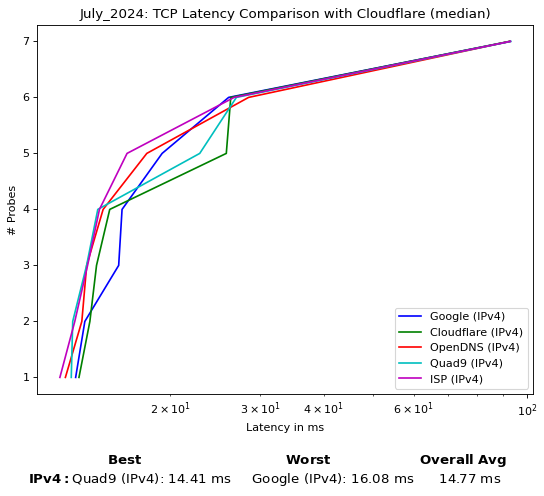 July_2024: TCP Latency Comparison with Cloudflare (median)
7
6
5
4
3
2
1
# Probes
Google (IPv4)
Cloudflare (IPv4)
OpenDNS (IPv4)
Quad9 (IPv4)
ISP (IPv4)
2 × 10¹ 3 × 10¹ 4 × 10¹ 6 × 10¹ 10²
Latency in ms
Best Worst Overall Avg
IPv4: Quad9 (IPv4): 14.41 ms Google (IPv4): 16.08 ms 14.77 ms